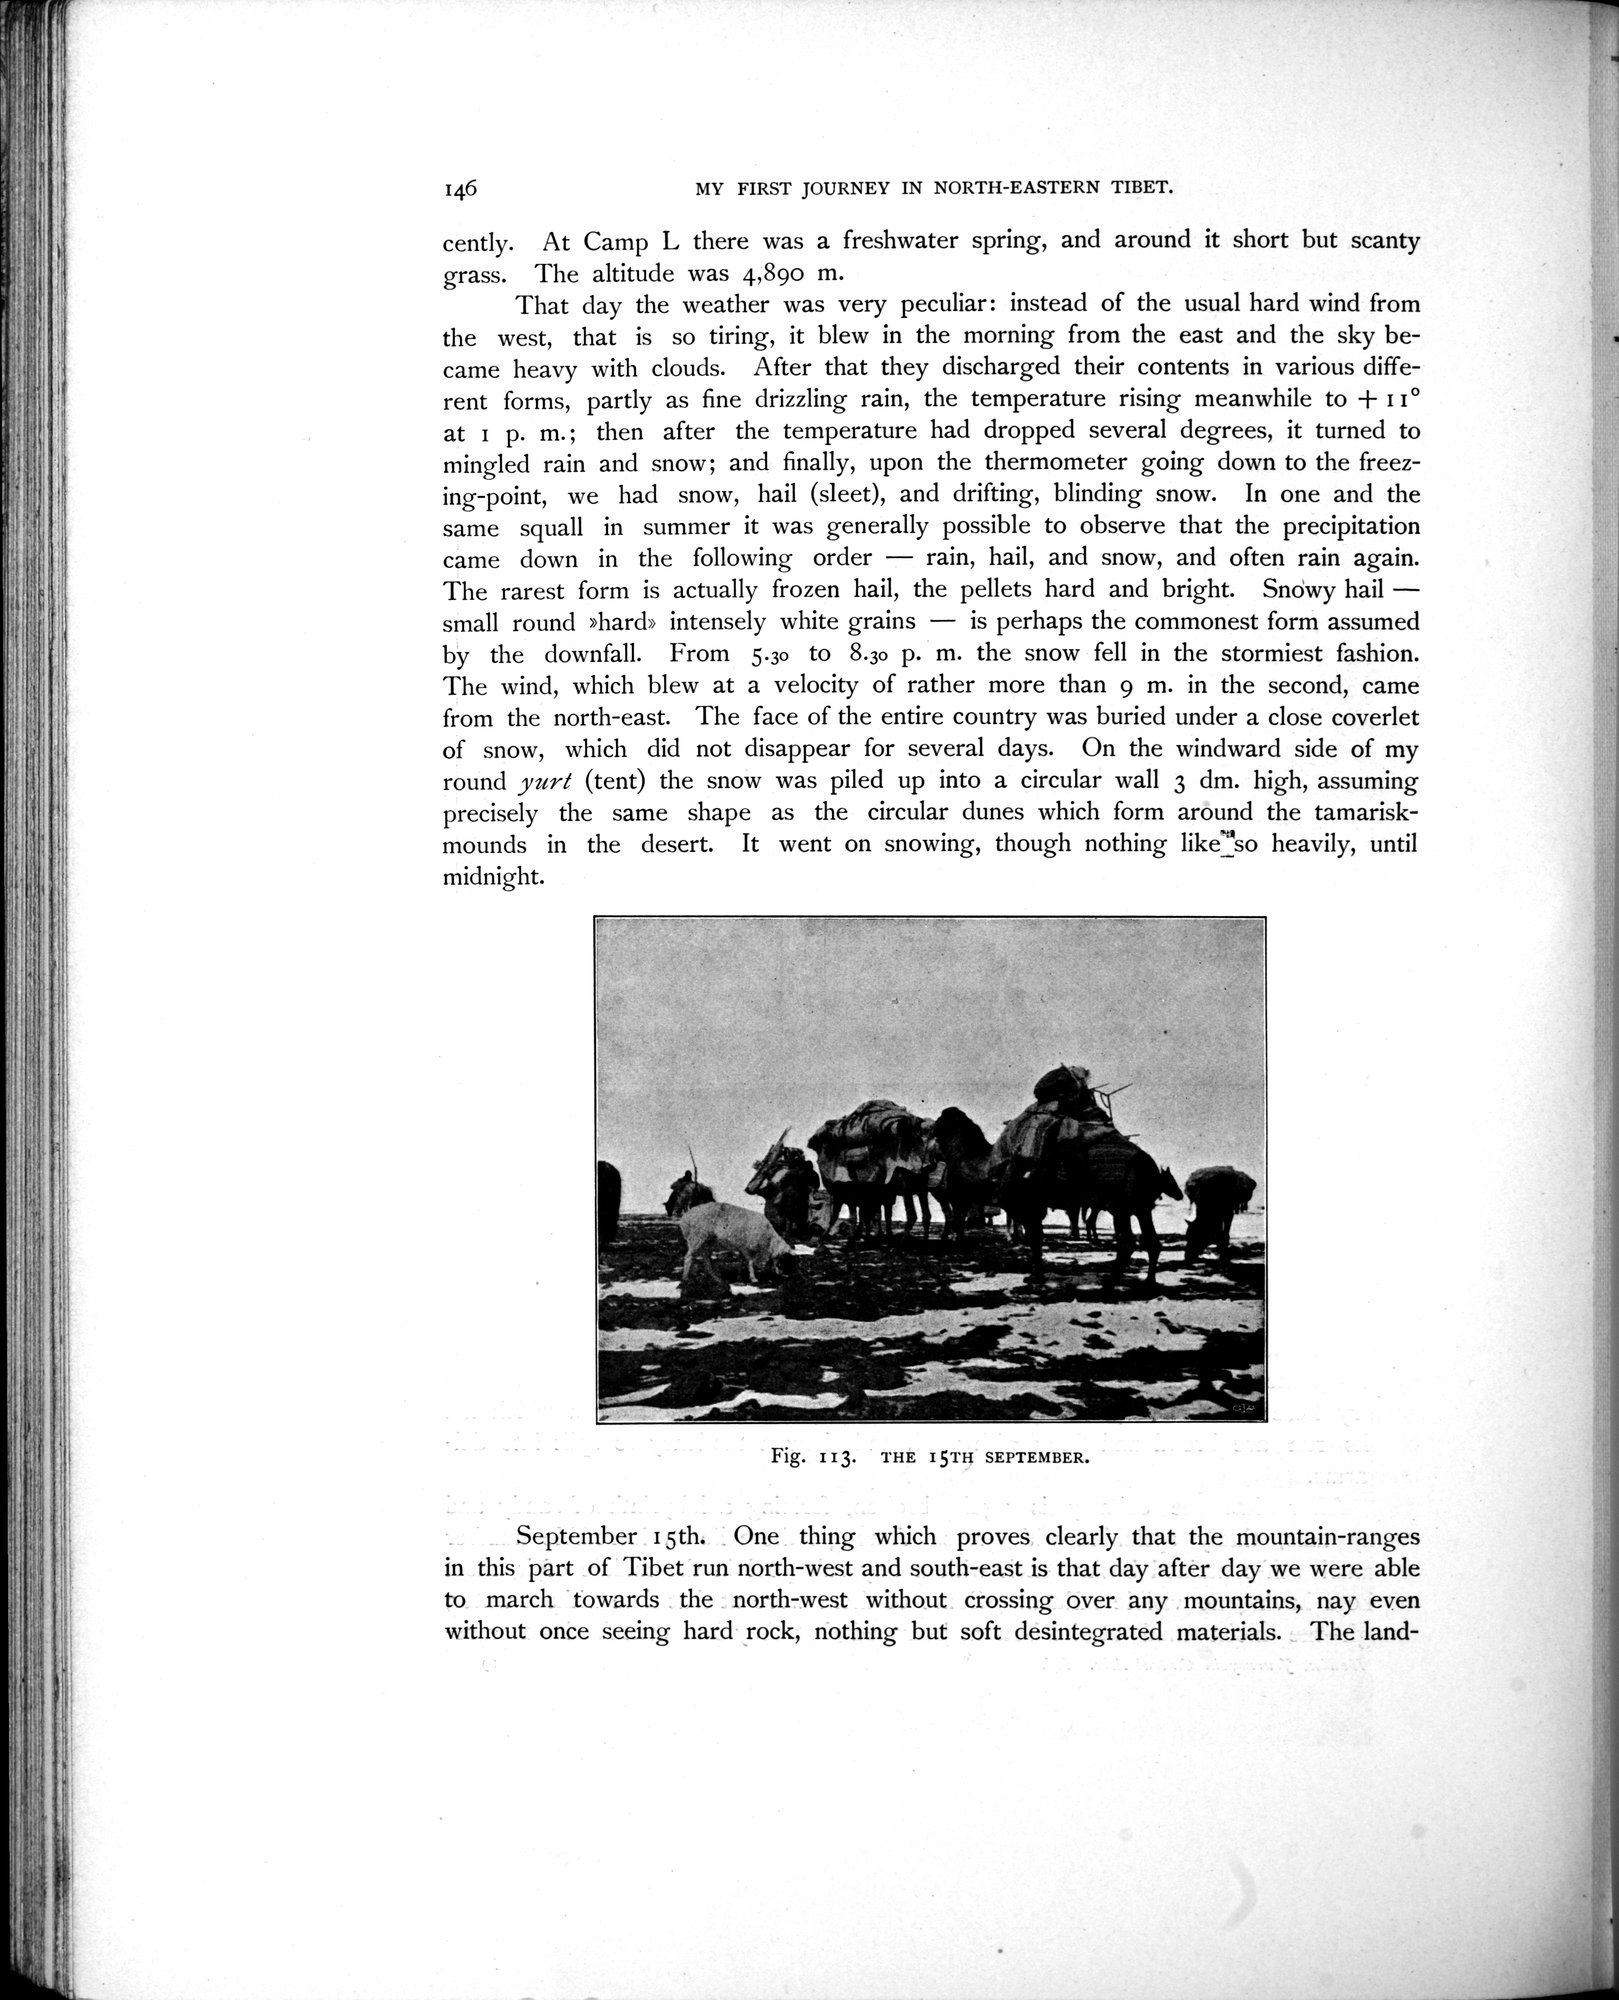 146 MY FIRST JOURNEY IN NORTH-EASTERN TIBET.
cently. At Camp L there was a freshwater spring, and around it short but scanty
grass. The altitude was 4,890 m.
That day the weather was very peculiar: instead of the usual hard wind from
the west, that is so tiring, it blew in the morning from the east and the sky be-
came heavy with clouds. After that they discharged their contents in various diffe-
rent forms, partly as fine drizzling rain, the temperature rising meanwhile to + 11°
at 1 p. m.; then after the temperature had dropped several degrees, it turned to
mingled rain and snow; and finally, upon the thermometer going down to the freez-
ing-point, we had snow, hail (sleet), and drifting, blinding snow. In one and the
same squall in summer it was generally possible to observe that the precipitation
came down in the following order — rain, hail, and snow, and often rain again.
The rarest form is actually frozen hail, the pellets hard and bright. Snowy hail —
small round »hard» intensely white grains — is perhaps the commonest form assumed
by the downfall. From 5.30 to 8.30 p. m. the snow fell in the stormiest fashion.
The wind, which blew at a velocity of rather more than 9 m. in the second, came
from the north-east. The face of the entire country was buried under a close coverlet
of snow, which did not disappear for several days. On the windward side of my
round yurt (tent) the snow was piled up into a circular wall 3 dm. high, assuming
precisely the same shape as the circular dunes which form around the tamarisk-
mounds in the desert. It went on snowing, though nothing like so heavily, until
midnight.
Fig. 113. THE 15TH SEPTEMBER.
September 15th. One thing which proves clearly that the mountain-ranges
in this part of Tibet run north-west and south-east is that day after day we were able
to march towards the north-west without crossing over any mountains, nay even
without once seeing hard rock, nothing but soft desintegrated materials. The land-